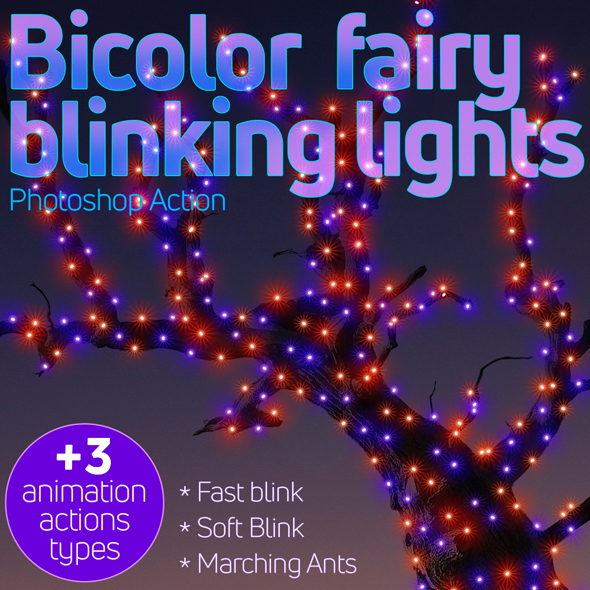 Bicolor fairy
blinking lights
Photoshop Action
+3
animation
actions
types
* Fast blink
* Soft Blink
* Marching Ants